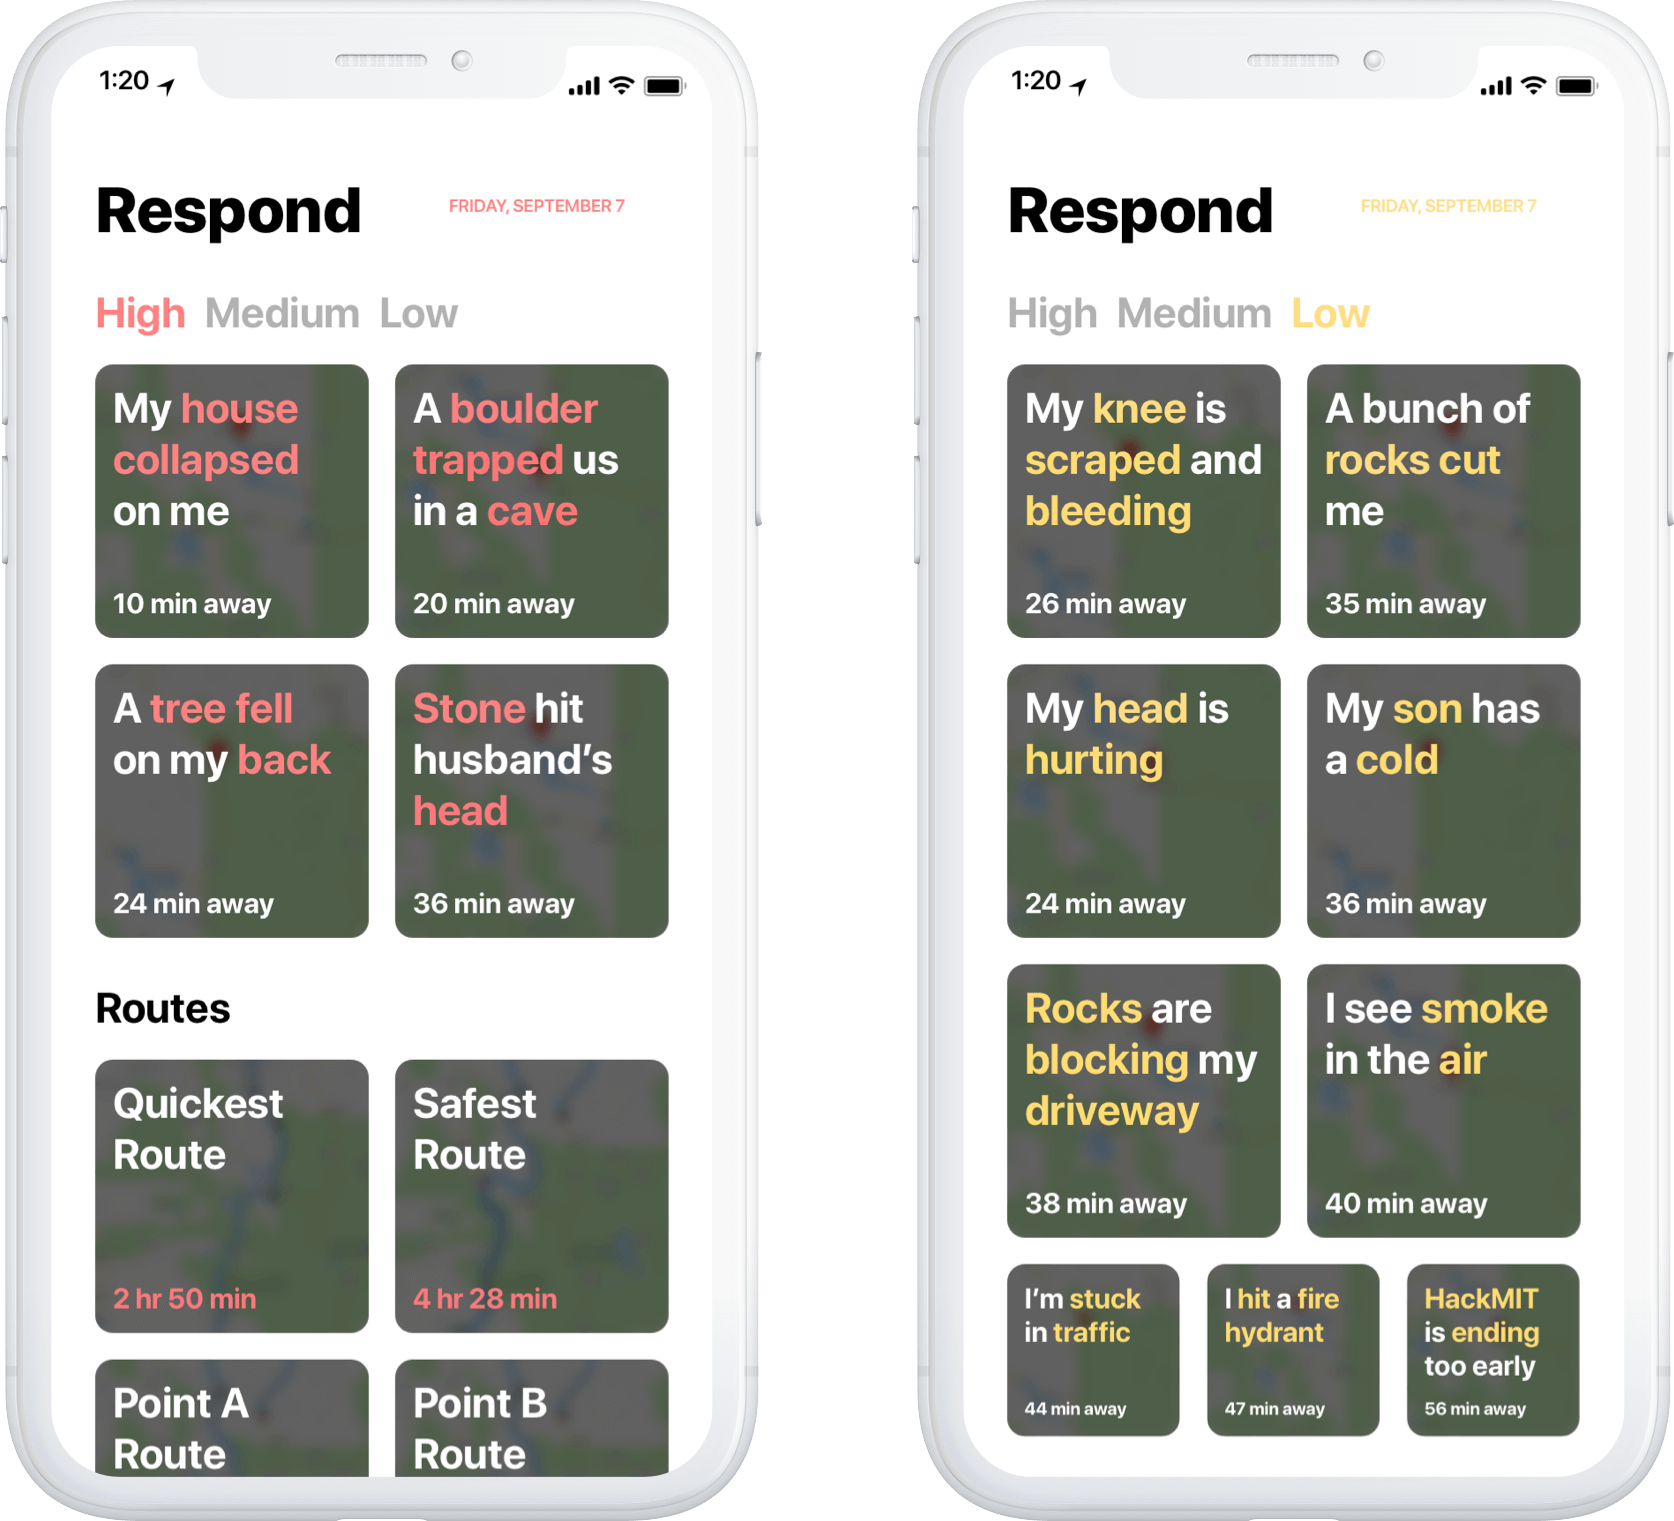 1:20
Respond
FRIDAY, SEPTEMBER 7
High Medium Low
My house
collapsed
on me
10 min away
A boulder
trapped us
in a cave
20 min away
A tree fell
on my back
24 min away
Stone hit
husband's
head
36 min away
Routes
Quickest
Route
2 hr 50 min
Safest
Route
4 hr 28 min
Point A
Route
Point B
Route
1:20
Respond
FRIDAY, SEPTEMBER 7
High Medium Low
My knee is
scraped and
bleeding
26 min away
A bunch of
rocks cut
me
35 min away
My head is
hurting
24 min away
My son has
a cold
36 min away
Rocks are
blocking my
driveway
38 min away
I see smoke
in the air
40 min away
I'm stuck
in traffic
44 min away
I hit a fire
hydrant
47 min away
HackMIT
is ending
too early
56 min away